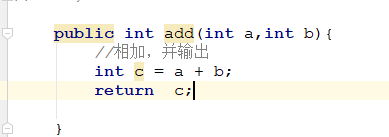 public int add(int a,int b){
//相加，并输出
int c = a + b;
return  c;
}